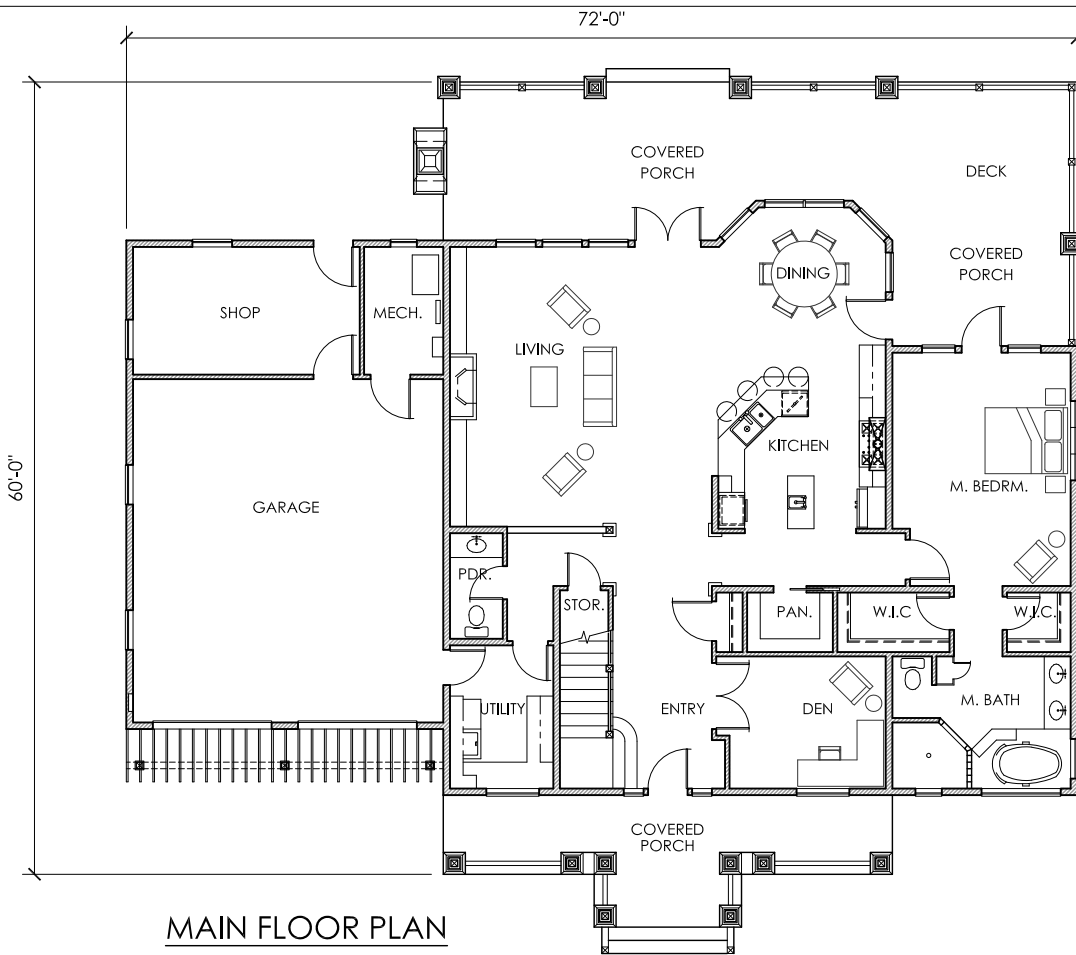 72'-0"
COVERED
PORCH
DECK
COVERED
PORCH
DINING
SHOP
MECH.
LIVING
KITCHEN
M. BEDRM.
60'-0"
GARAGE
PDR.
STOR.
PAN.
W.I.C
W.I.C.
UTILITY
ENTRY
DEN
M. BATH
COVERED
PORCH
MAIN FLOOR PLAN